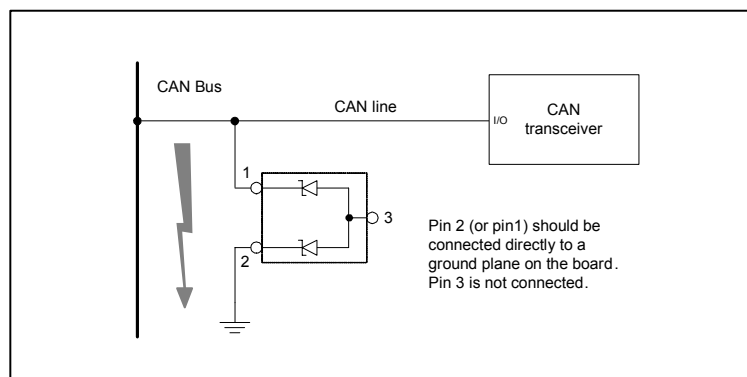 CAN Bus
CAN line
I/O
CAN
transceiver
1
3
2
Pin 2 (or pin1) should be
connected directly to a
ground plane on the board.
Pin 3 is not connected.